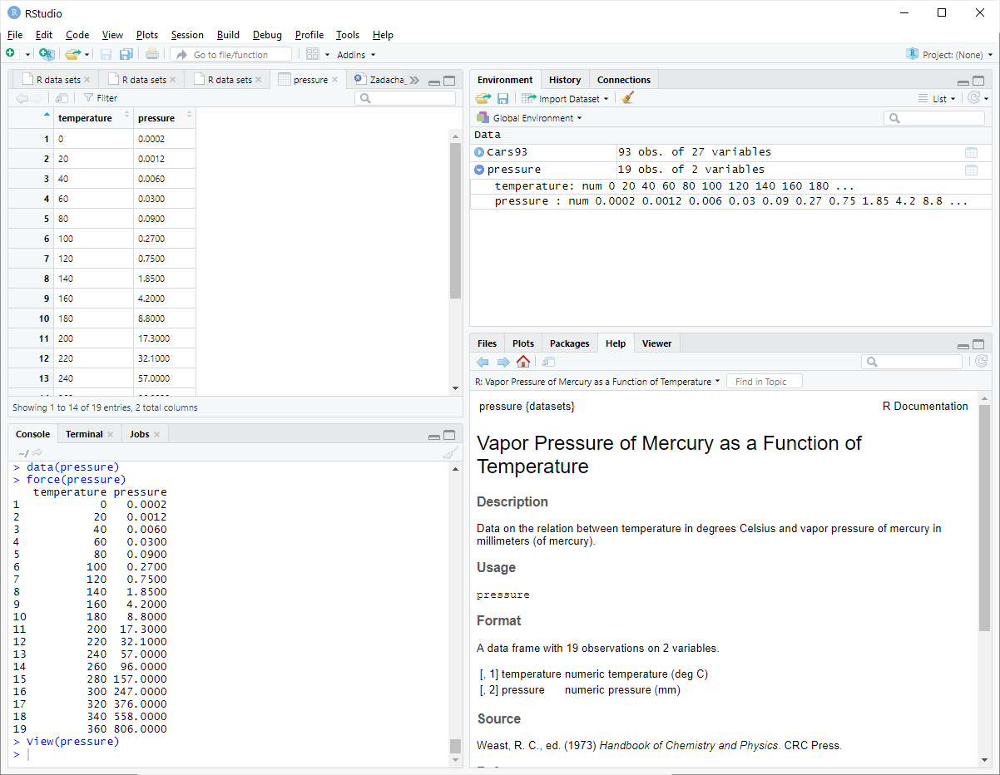 RStudio
File Edit Code View Plots Session Build Debug Profile Tools Help
Go to file/function Addins Project: (None)
R data sets R data sets R data sets pressure Zadacha_
Filter
temperature pressure
1 0 0.0002
2 20 0.0012
3 40 0.0060
4 60 0.0300
5 80 0.0900
6 100 0.2700
7 120 0.7500
8 140 1.8500
9 160 4.2000
10 180 8.8000
11 200 17.3000
12 220 32.1000
13 240 57.0000
Showing 1 to 14 of 19 entries, 2 total columns
Console Terminal Jobs
~/
> data(pressure)
> force(pressure)
temperature pressure
1 0 0.0002
2 20 0.0012
3 40 0.0060
4 60 0.0300
5 80 0.0900
6 100 0.2700
7 120 0.7500
8 140 1.8500
9 160 4.2000
10 180 8.8000
11 200 17.3000
12 220 32.1000
13 240 57.0000
14 260 96.0000
15 280 157.0000
16 300 247.0000
17 320 376.0000
18 340 558.0000
19 360 806.0000
> View(pressure)
>
Environment History Connections
Import Dataset List
Global Environment
Data
Cars93 93 obs. of 27 variables
pressure 19 obs. of 2 variables
temperature: num 0 20 40 60 80 100 120 140 160 180 ...
pressure : num 0.0002 0.0012 0.006 0.03 0.09 0.27 0.75 1.85 4.2 8.8 ...
Files Plots Packages Help Viewer
R: Vapor Pressure of Mercury as a Function of Temperature Find in Topic
pressure {datasets} R Documentation
Vapor Pressure of Mercury as a Function of
Temperature
Description
Data on the relation between temperature in degrees Celsius and vapor pressure of mercury in
millimeters (of mercury).
Usage
pressure
Format
A data frame with 19 observations on 2 variables.
[, 1] temperature numeric temperature (deg C)
[, 2] pressure numeric pressure (mm)
Source
Weast, R. C., ed. (1973) Handbook of Chemistry and Physics. CRC Press.